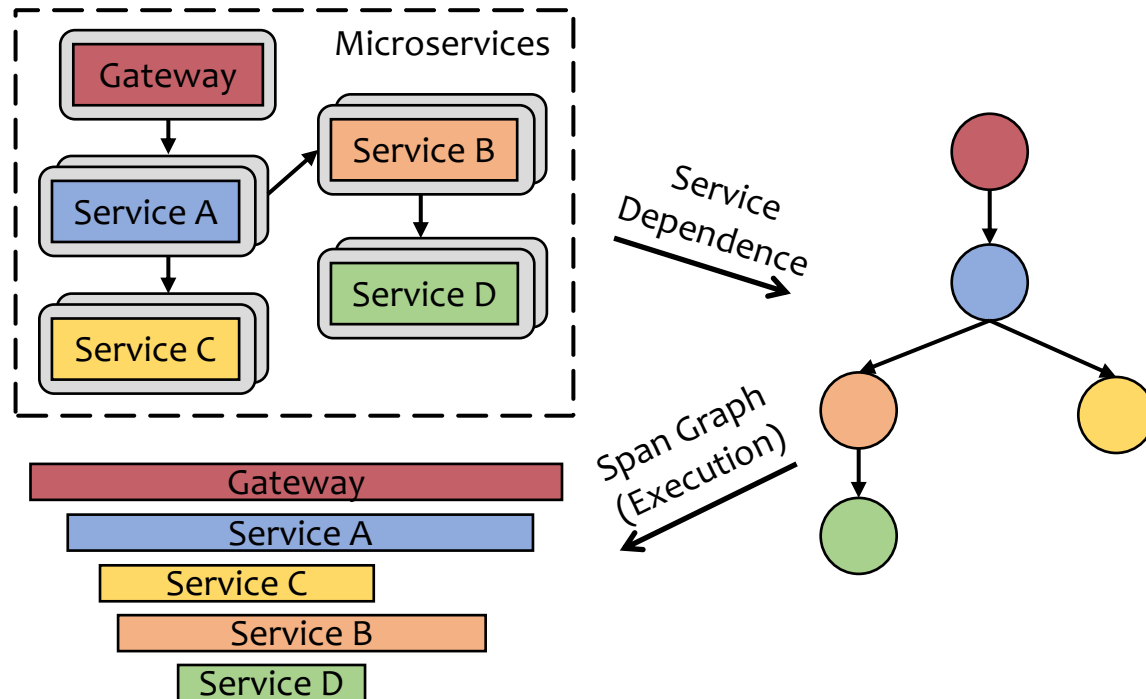 Microservices
Gateway
Service B
Service A
Service D
Service C
Service
Dependence
Span Graph
(Execution)
Gateway
Service A
Service C
Service B
Service D